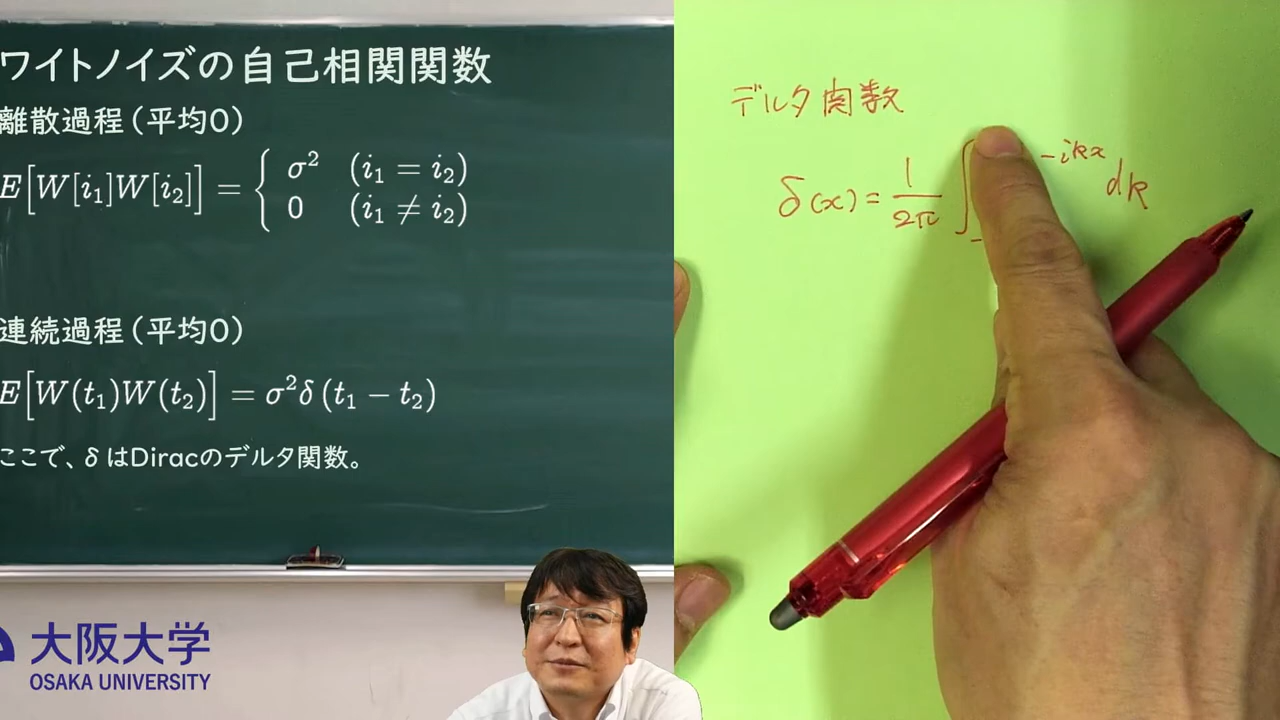 ワイトノイズの自己相関関数
離散過程（平均0）
E[W[i₁]W[i₂]] = { σ² (i₁ = i₂)
0 (i₁ ≠ i₂)
連続過程（平均0）
E[W(t₁)W(t₂)] = σ²δ(t₁ − t₂)
ここで、δ はDiracのデルタ関数。
大阪大学
OSAKA UNIVERSITY
デルタ関数
δ(x) = 1/2π ∫ -ikx dk